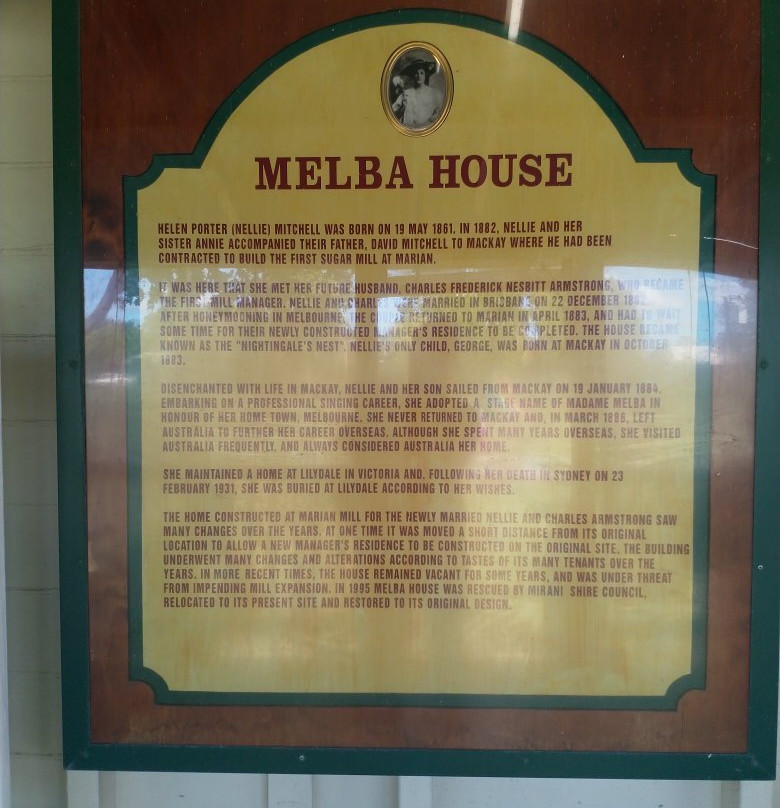 MELBA HOUSE
HELEN PORTER (NELLIE) MITCHELL WAS BORN ON 19 MAY 1861. IN 1882, NELLIE AND HER
SISTER ANNIE ACCOMPANIED THEIR FATHER, DAVID MITCHELL TO MACKAY WHERE HE HAD BEEN
CONTRACTED TO BUILD THE FIRST SUGAR MILL AT MARIAN.
IT WAS HERE THAT SHE MET HER FUTURE HUSBAND, CHARLES FREDERICK NESBITT ARMSTRONG, WHO BECAME
THE FIRST MILL MANAGER. NELLIE AND CHARLES WERE MARRIED IN BRISBANE ON 22 DECEMBER 1882.
AFTER HONEYMOONING IN MELBOURNE, THE COUPLE RETURNED TO MARIAN IN APRIL 1883, AND HAD TO WAIT
SOME TIME FOR THEIR NEWLY CONSTRUCTED MANAGER'S RESIDENCE TO BE COMPLETED. THE HOUSE BECAME
KNOWN AS THE "NIGHTINGALE'S NEST". NELLIE'S ONLY CHILD, GEORGE, WAS BORN AT MACKAY IN OCTOBER
1883.
DISENCHANTED WITH LIFE IN MACKAY, NELLIE AND HER SON SAILED FROM MACKAY ON 19 JANUARY 1884.
EMBARKING ON A PROFESSIONAL SINGING CAREER, SHE ADOPTED A STAGE NAME OF MADAME MELBA IN
HONOUR OF HER HOME TOWN, MELBOURNE. SHE NEVER RETURNED TO MACKAY AND, IN MARCH 1886, LEFT
AUSTRALIA TO FURTHER HER CAREER OVERSEAS. ALTHOUGH SHE SPENT MANY YEARS OVERSEAS, SHE VISITED
AUSTRALIA FREQUENTLY, AND ALWAYS CONSIDERED AUSTRALIA HER HOME.
SHE MAINTAINED A HOME AT LILYDALE IN VICTORIA AND, FOLLOWING HER DEATH IN SYDNEY ON 23
FEBRUARY 1931, SHE WAS BURIED AT LILYDALE ACCORDING TO HER WISHES.
THE HOME CONSTRUCTED AT MARIAN MILL FOR THE NEWLY MARRIED NELLIE AND CHARLES ARMSTRONG SAW
MANY CHANGES OVER THE YEARS. AT ONE TIME IT WAS MOVED A SHORT DISTANCE FROM ITS ORIGINAL
LOCATION TO ALLOW A NEW MANAGER'S RESIDENCE TO BE CONSTRUCTED ON THE ORIGINAL SITE. THE BUILDING
UNDERWENT MANY CHANGES AND ALTERATIONS ACCORDING TO TASTES OF ITS MANY TENANTS OVER THE
YEARS. IN MORE RECENT TIMES, THE HOUSE REMAINED VACANT FOR SOME YEARS, AND WAS UNDER THREAT
FROM IMPENDING MILL EXPANSION. IN 1995 MELBA HOUSE WAS RESCUED BY MIRANI SHIRE COUNCIL,
RELOCATED TO ITS PRESENT SITE AND RESTORED TO ITS ORIGINAL DESIGN.